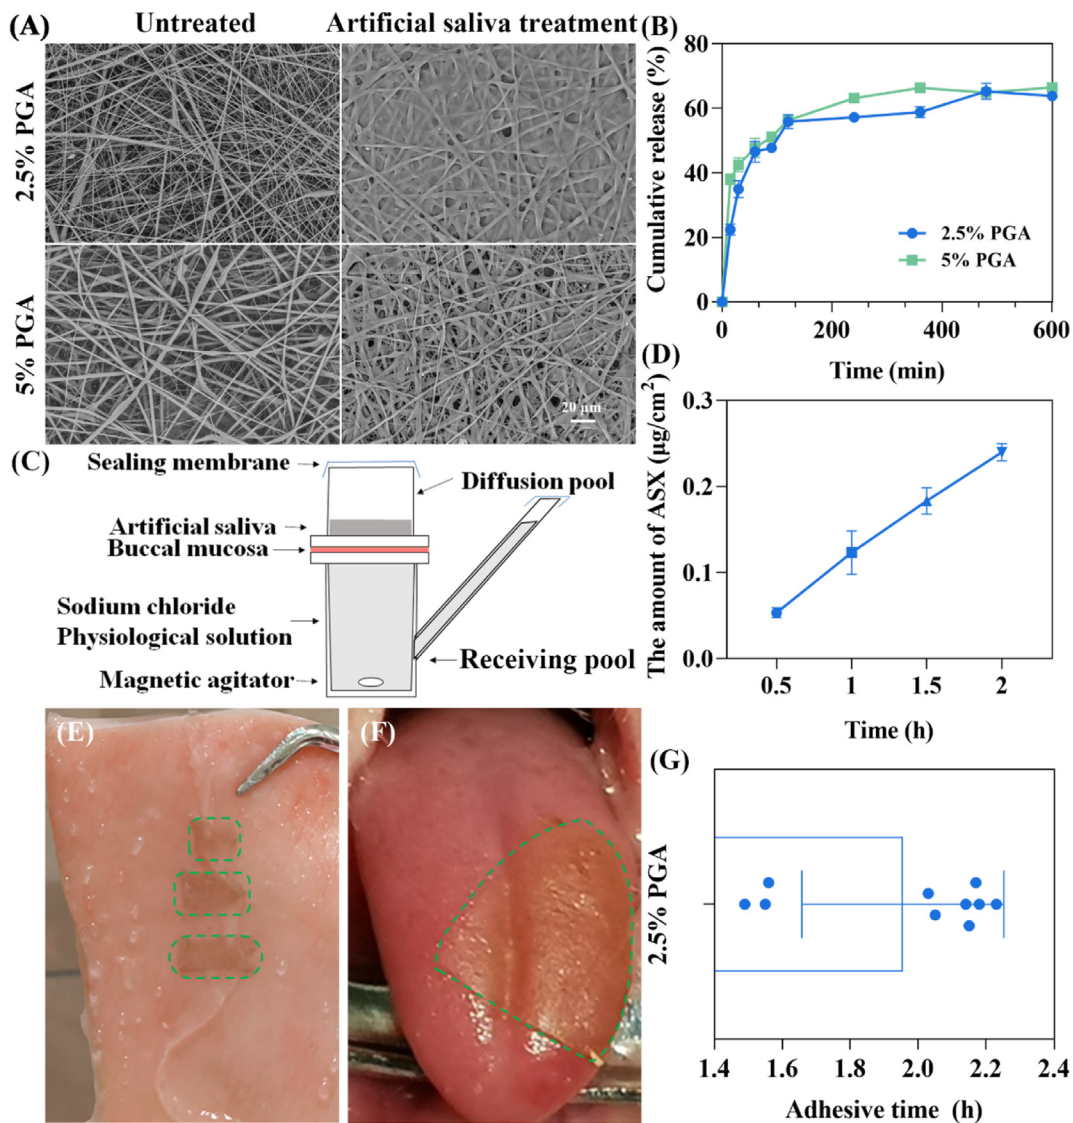 (A)
Untreated
Artificial saliva treatment
2.5% PGA
5% PGA
20 μm
(B)
Cumulative release (%)
80
60
40
20
0
0 200 400 600
Time (min)
2.5% PGA
5% PGA
(C)
Sealing membrane
Diffusion pool
Artificial saliva
Buccal mucosa
Sodium chloride
Physiological solution
Receiving pool
Magnetic agitator
(D)
The amount of ASX (μg/cm²)
0.3
0.2
0.1
0.0
0.5 1 1.5 2
Time (h)
(E)
(F)
(G)
2.5% PGA
1.4 1.6 1.8 2.0 2.2 2.4
Adhesive time (h)